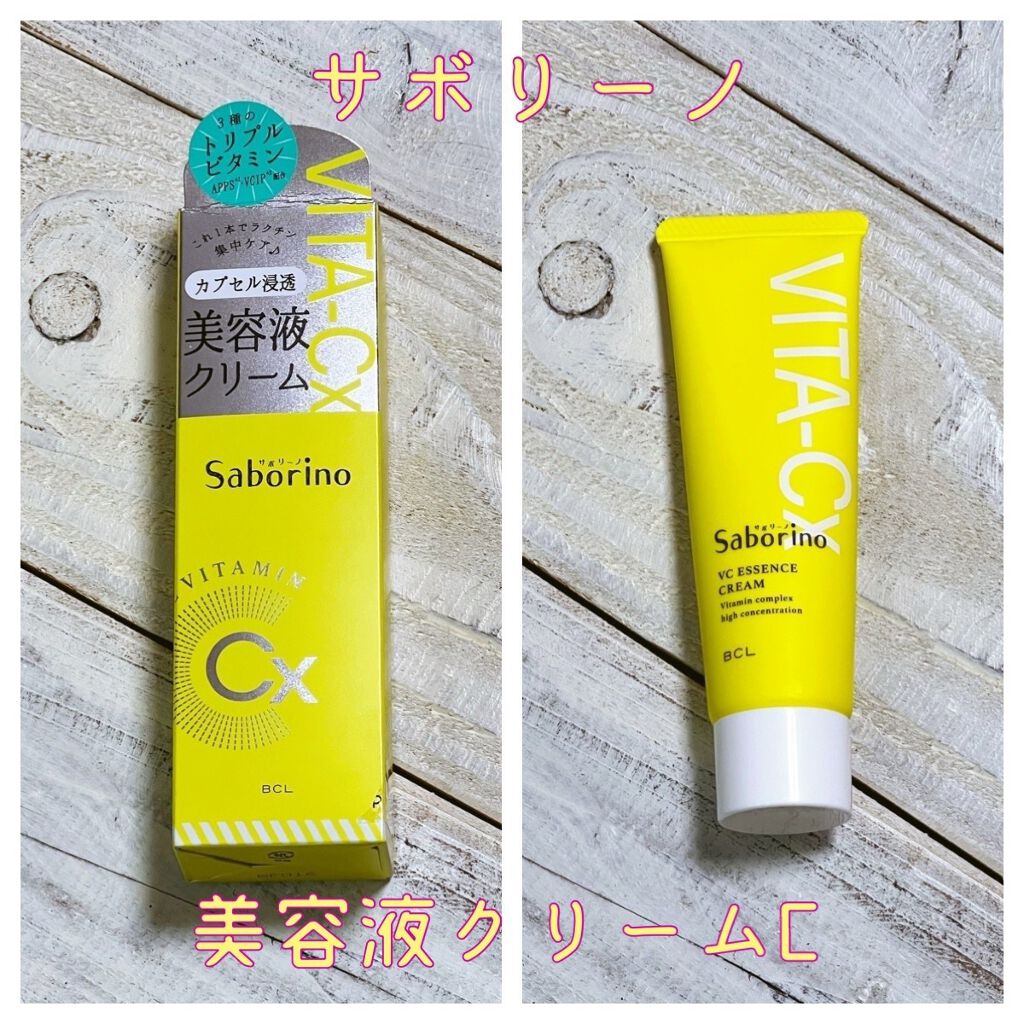 サボリーノ
3種の
トリプル
ビタミン
APPS*¹・VCIP*²配合
VITA-Cx
これ1本でラクチン
集中ケア♪
カプセル浸透
美容液
クリーム
サボリーノ
Saborino
VITAMIN
Cx
BCL
VITA-Cx
サボリーノ
Saborino
VC ESSENCE
CREAM
Vitamin complex
high concentration
BCL
美容液クリームC